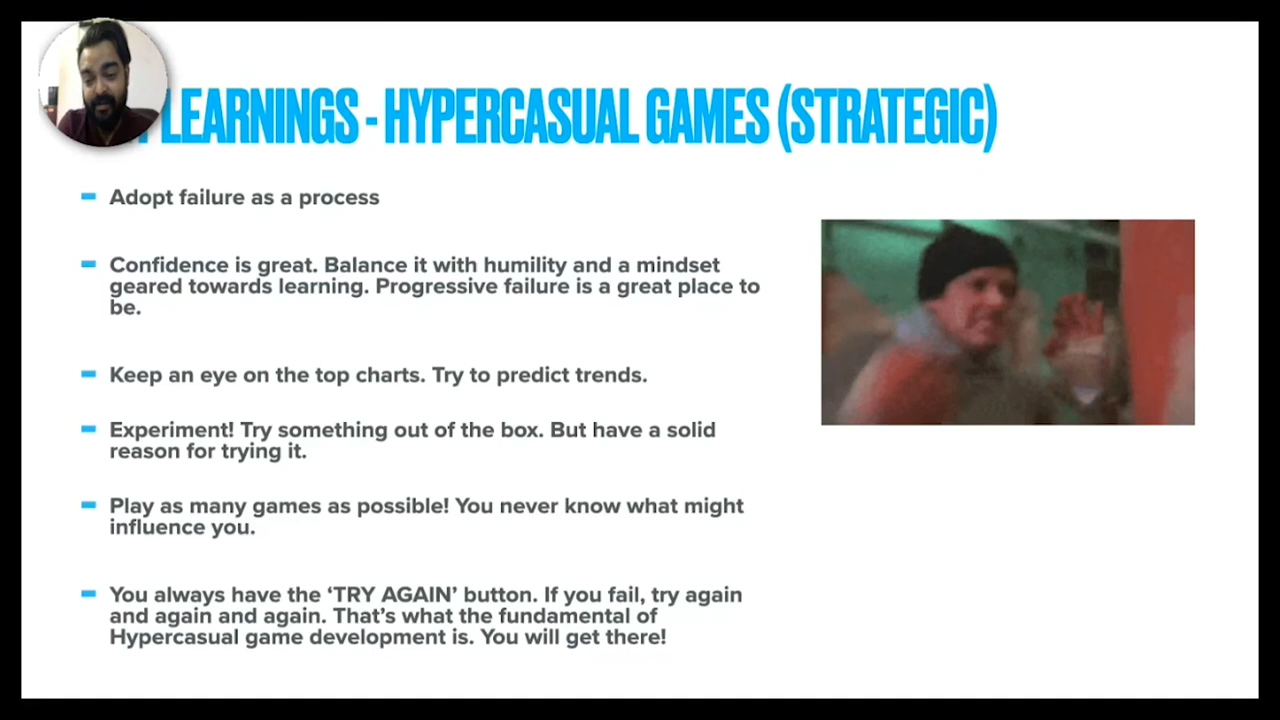 LEARNINGS - HYPERCASUAL GAMES (STRATEGIC)
Adopt failure as a process
Confidence is great. Balance it with humility and a mindset
geared towards learning. Progressive failure is a great place to
be.
Keep an eye on the top charts. Try to predict trends.
Experiment! Try something out of the box. But have a solid
reason for trying it.
Play as many games as possible! You never know what might
influence you.
You always have the ‘TRY AGAIN’ button. If you fail, try again
and again and again. That’s what the fundamental of
Hypercasual game development is. You will get there!